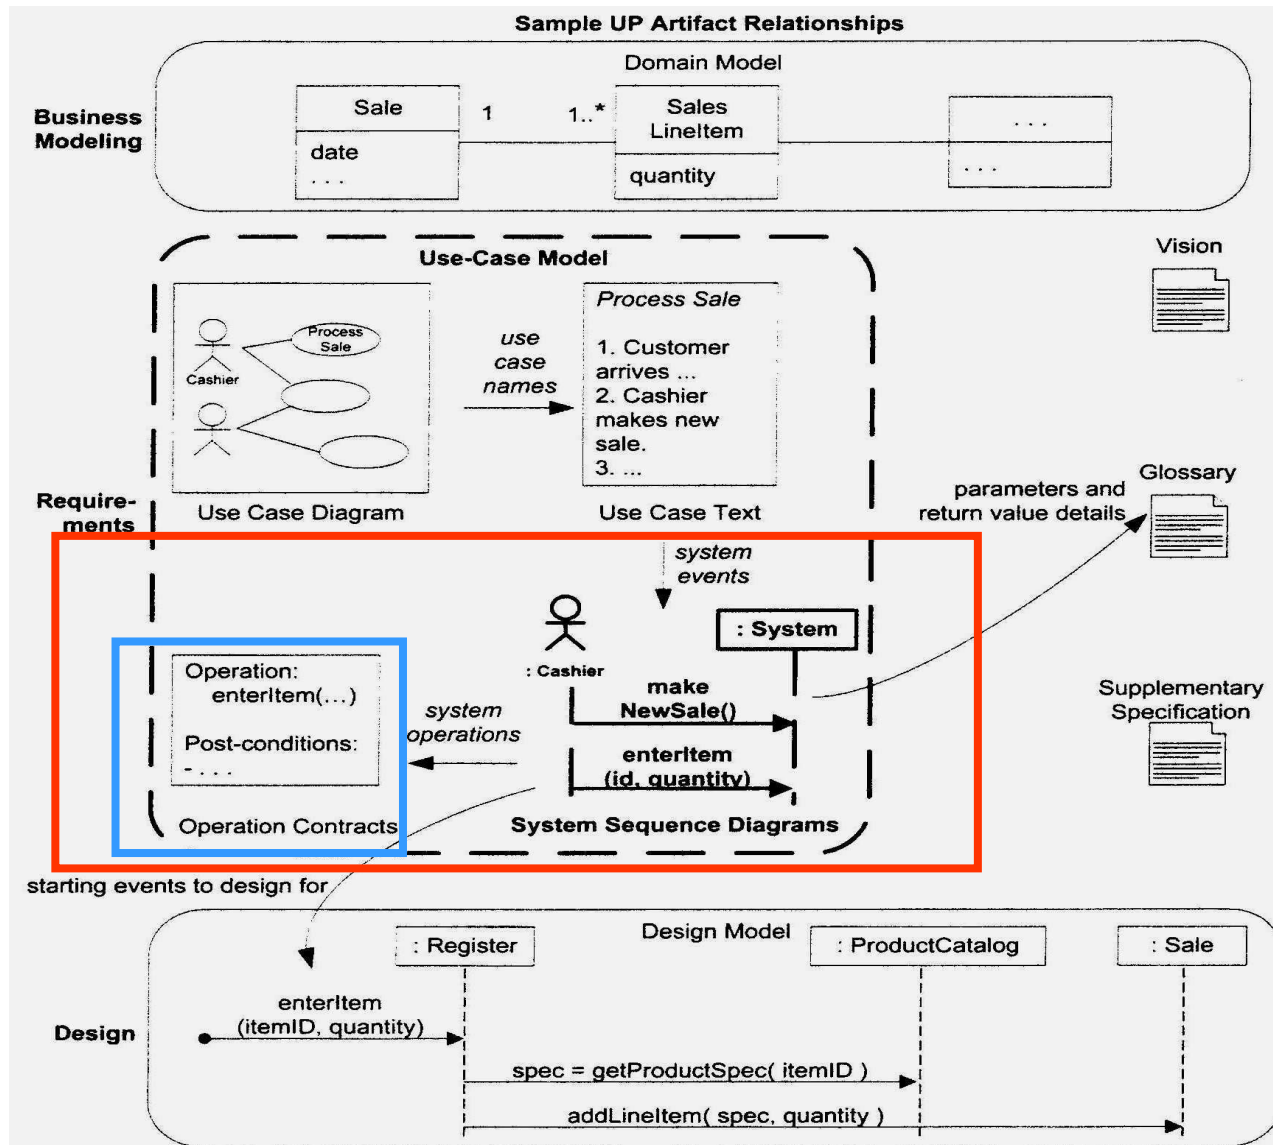 Sample UP Artifact Relationships
Domain Model
Business
Modeling
Sale
date
. . .
1
1..*
Sales
LineItem
quantity
. . .
. . .
Use-Case Model
Process
Sale
Cashier
Use Case Diagram
use
case
names
Process Sale
1. Customer
arrives ...
2. Cashier
makes new
sale.
3. ...
Use Case Text
Vision
Require-
ments
Glossary
parameters and
return value details
system
events
: System
: Cashier
make
NewSale()
enterItem
(id, quantity)
system
operations
Operation:
enterItem(...)
Post-conditions:
- . . .
Operation Contracts
System Sequence Diagrams
Supplementary
Specification
starting events to design for
Design Model
: Register
: ProductCatalog
: Sale
Design
enterItem
(itemID, quantity)
spec = getProductSpec( itemID )
addLineItem( spec, quantity )